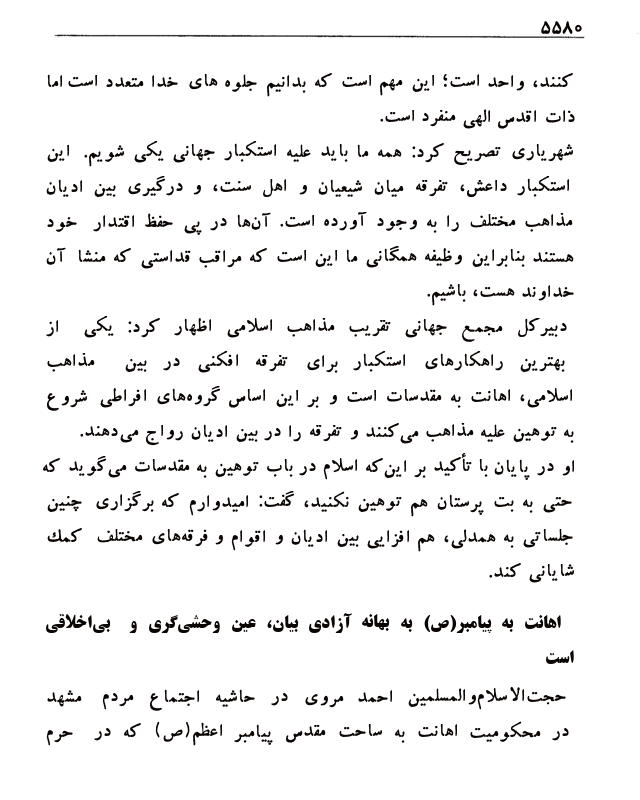 ۵۵۸۰
کنند، واحد است؛ این مهم است که بدانیم جلوه های خدا متعدد است اما
ذات اقدس الهی منفرد است.
شهریاری تصریح کرد: همه ما باید علیه استکبار جهانی یکی شویم. این
استکبار داعش، تفرقه میان شیعیان و اهل سنت، و درگیری بین ادیان
مذاهب مختلف را به وجود آورده است. آن‌ها در پی حفظ اقتدار خود
هستند بنابراین وظیفه همگانی ما این است که مراقب قداستی که منشا آن
خداوند هست، باشیم.
دبیرکل مجمع جهانی تقریب مذاهب اسلامی اظهار کرد: یکی از
بهترین راهکارهای استکبار برای تفرقه افکنی در بین مذاهب
اسلامی، اهانت به مقدسات است و بر این اساس گروه‌های افراطی شروع
به توهین علیه مذاهب می‌کنند و تفرقه را در بین ادیان رواج می‌دهند.
او در پایان با تأکید بر این‌که اسلام در باب توهین به مقدسات می‌گوید که
حتی به بت پرستان هم توهین نکنید، گفت: امیدوارم که برگزاری چنین
جلساتی به همدلی، هم افزایی بین ادیان و اقوام و فرقه‌های مختلف کمک
شایانی کند.
اهانت به پیامبر(ص) به بهانه آزادی بیان، عین وحشی‌گری و بی‌اخلاقی
است
حجت‌الاسلام‌والمسلمین احمد مروی در حاشیه اجتماع مردم مشهد
در محکومیت اهانت به ساحت مقدس پیامبر اعظم(ص) که در حرم